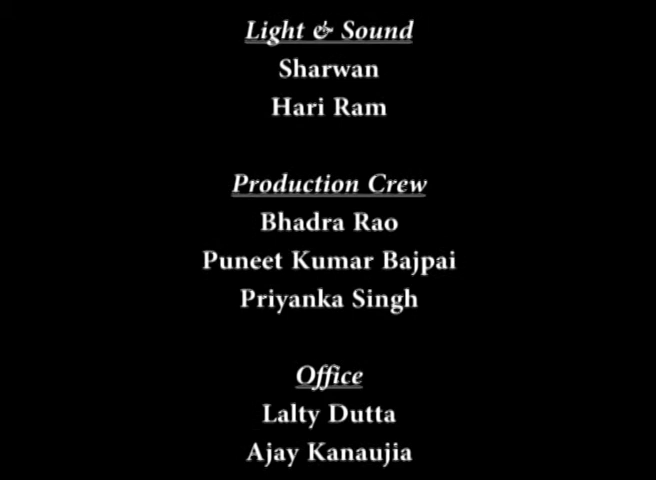 Light & Sound
Sharwan
Hari Ram
Production Crew
Bhadra Rao
Puneet Kumar Bajpai
Priyanka Singh
Office
Lalty Dutta
Ajay Kanaujia